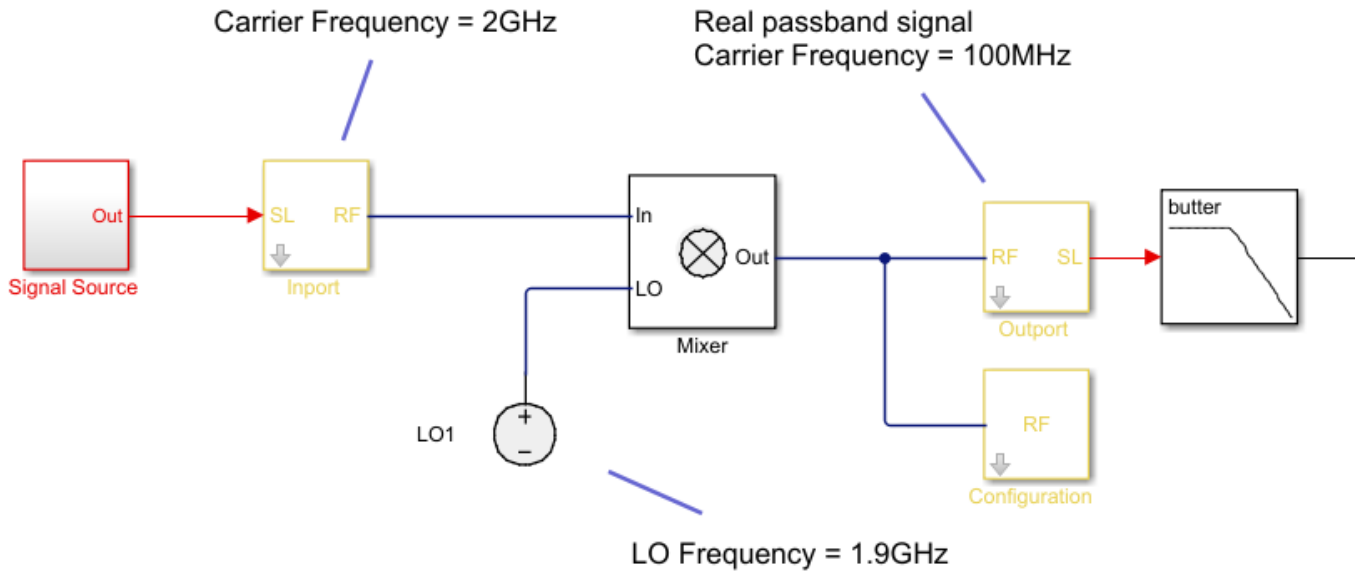 Carrier Frequency = 2GHz
Real passband signal
Carrier Frequency = 100MHz
Out
Signal Source
SL RF
Inport
In
LO
Out
Mixer
RF SL
Outport
butter
LO1
+
−
RF
Configuration
LO Frequency = 1.9GHz